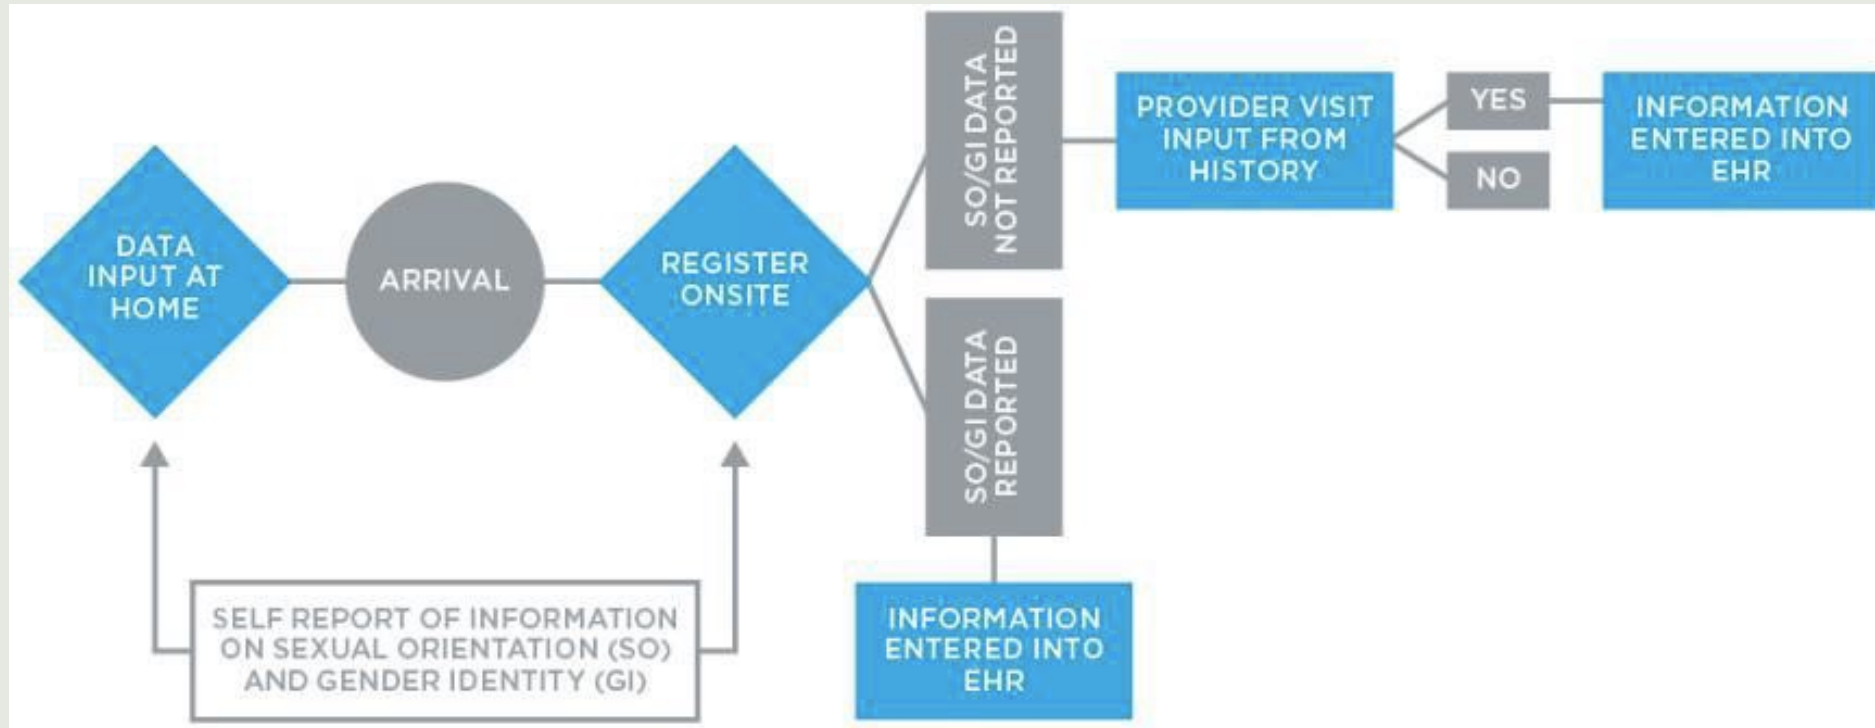 DATA
INPUT AT
HOME
ARRIVAL
REGISTER
ONSITE
SO/GI DATA
NOT REPORTED
PROVIDER VISIT
INPUT FROM
HISTORY
YES
NO
INFORMATION
ENTERED INTO
EHR
SO/GI DATA
REPORTED
INFORMATION
ENTERED INTO
EHR
SELF REPORT OF INFORMATION
ON SEXUAL ORIENTATION (SO)
AND GENDER IDENTITY (GI)